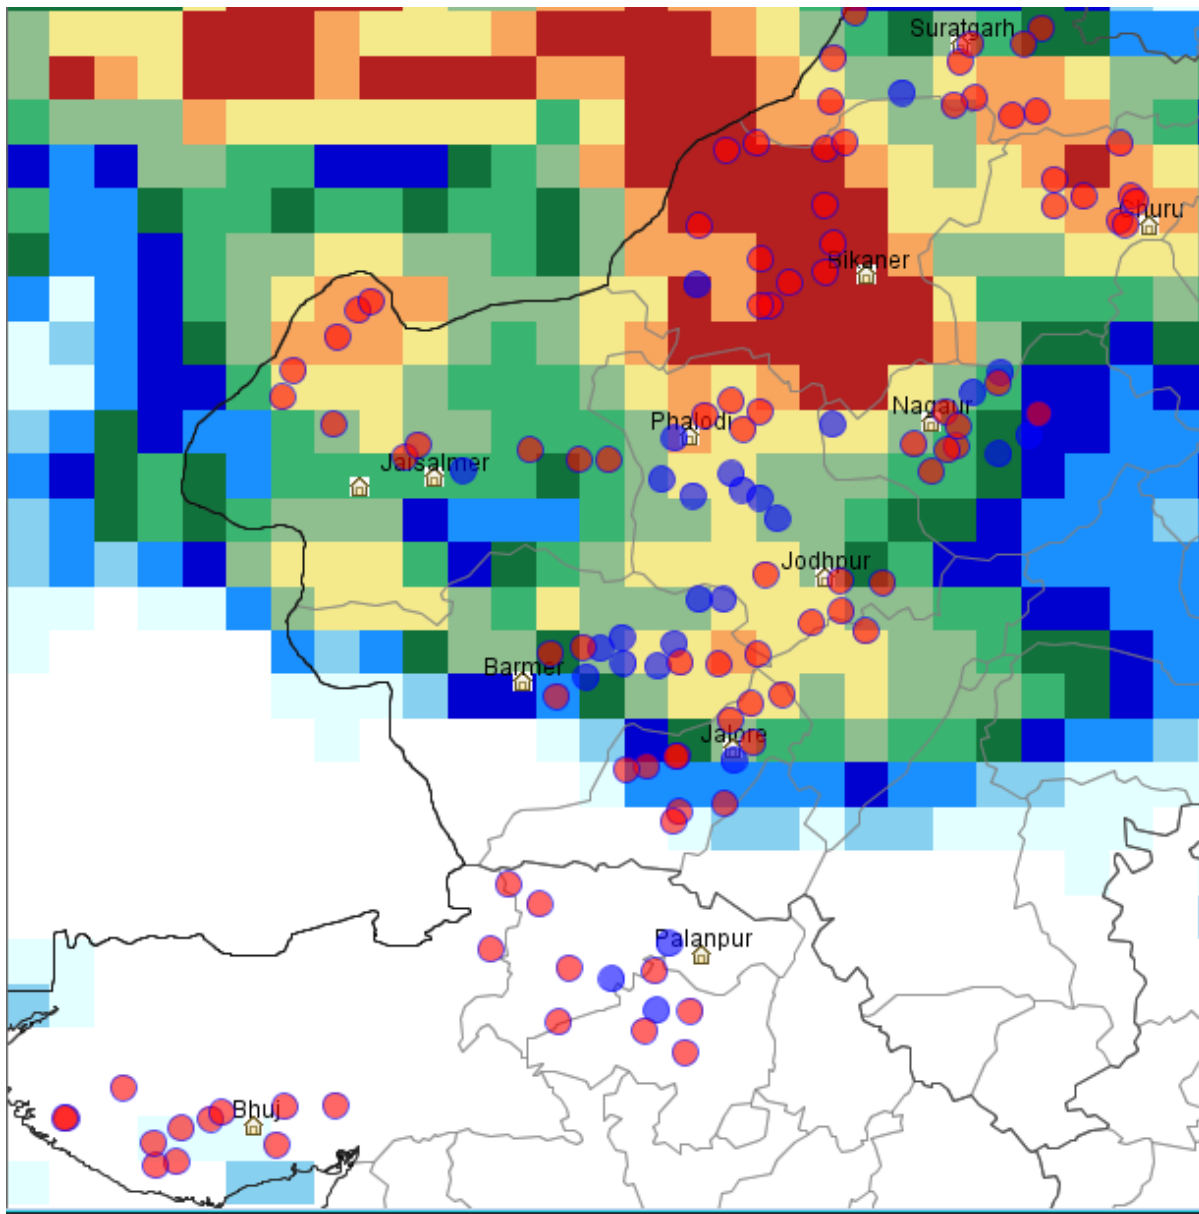 Suratgarh
Churu
Bikaner
Nagaur
Phalodi
Jaisalmer
Jodhpur
Barmer
Jalore
Palanpur
Bhuj